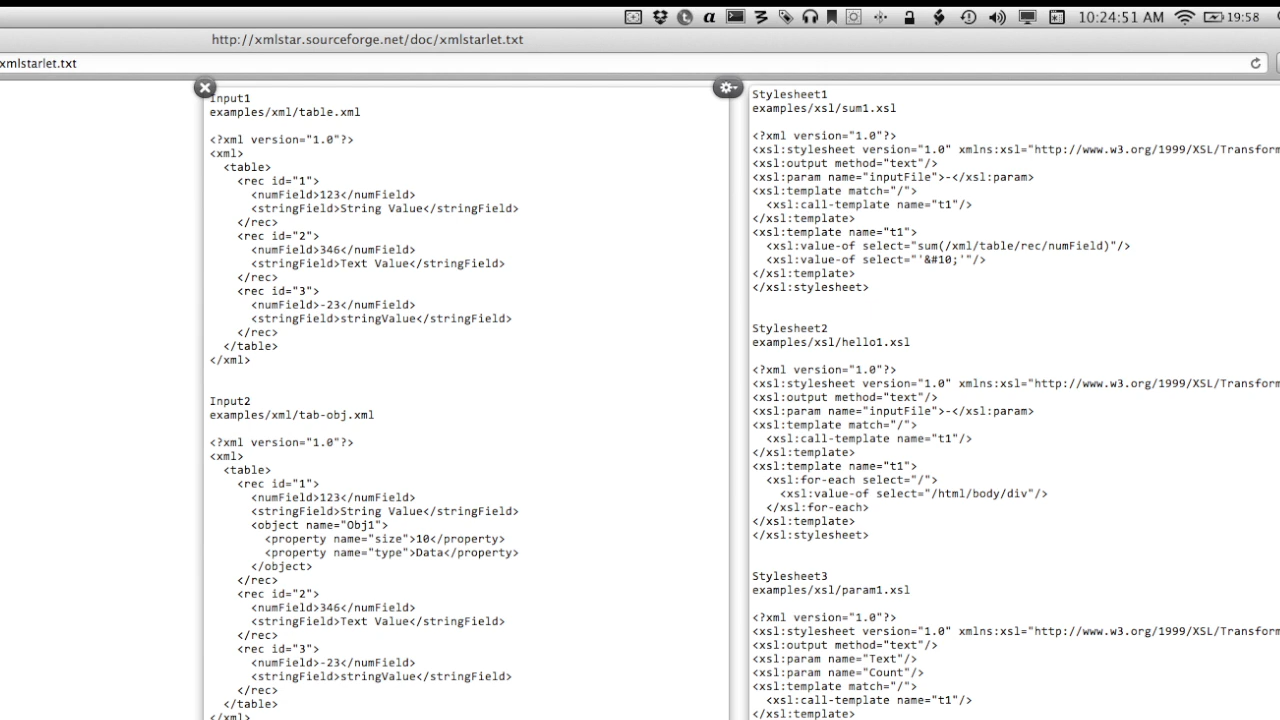 10:24:51 AM
19:58
http://xmlstar.sourceforge.net/doc/xmlstarlet.txt
xmlstarlet.txt
Input1
examples/xml/table.xml
<?xml version="1.0"?>
<xml>
<table>
<rec id="1">
<numField>123</numField>
<stringField>String Value</stringField>
</rec>
<rec id="2">
<numField>346</numField>
<stringField>Text Value</stringField>
</rec>
<rec id="3">
<numField>-23</numField>
<stringField>stringValue</stringField>
</rec>
</table>
</xml>
Input2
examples/xml/tab-obj.xml
<?xml version="1.0"?>
<xml>
<table>
<rec id="1">
<numField>123</numField>
<stringField>String Value</stringField>
<object name="Obj1">
<property name="size">10</property>
<property name="type">Data</property>
</object>
</rec>
<rec id="2">
<numField>346</numField>
<stringField>Text Value</stringField>
</rec>
<rec id="3">
<numField>-23</numField>
<stringField>stringValue</stringField>
</rec>
</table>
</xml>
Stylesheet1
examples/xsl/sum1.xsl
<?xml version="1.0"?>
<xsl:stylesheet version="1.0" xmlns:xsl="http://www.w3.org/1999/XSL/Transform
<xsl:output method="text"/>
<xsl:param name="inputFile">-</xsl:param>
<xsl:template match="/">
<xsl:call-template name="t1"/>
</xsl:template>
<xsl:template name="t1">
<xsl:value-of select="sum(/xml/table/rec/numField)"/>
<xsl:value-of select="'&#10;'"/>
</xsl:template>
</xsl:stylesheet>
Stylesheet2
examples/xsl/hello1.xsl
<?xml version="1.0"?>
<xsl:stylesheet version="1.0" xmlns:xsl="http://www.w3.org/1999/XSL/Transform
<xsl:output method="text"/>
<xsl:param name="inputFile">-</xsl:param>
<xsl:template match="/">
<xsl:call-template name="t1"/>
</xsl:template>
<xsl:template name="t1">
<xsl:for-each select="/">
<xsl:value-of select="/html/body/div"/>
</xsl:for-each>
</xsl:template>
</xsl:stylesheet>
Stylesheet3
examples/xsl/param1.xsl
<?xml version="1.0"?>
<xsl:stylesheet version="1.0" xmlns:xsl="http://www.w3.org/1999/XSL/Transform
<xsl:output method="text"/>
<xsl:param name="Text"/>
<xsl:param name="Count"/>
<xsl:template match="/">
<xsl:call-template name="t1"/>
</xsl:template>